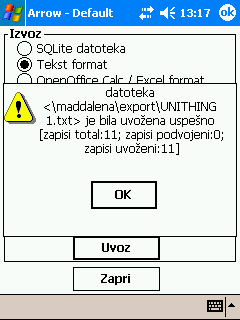 Arrow - Default 13:17 ok
Izvoz
SQLite datoteka
Tekst format
OpenOffice Calc / Excel format
datoteka
<\maddalena\export\UNITHING
1.txt> je bila uvožena uspešno
[zapisi total:11; zapisi podvojeni:0;
zapisi uvoženi:11]
OK
Uvoz
Zapri